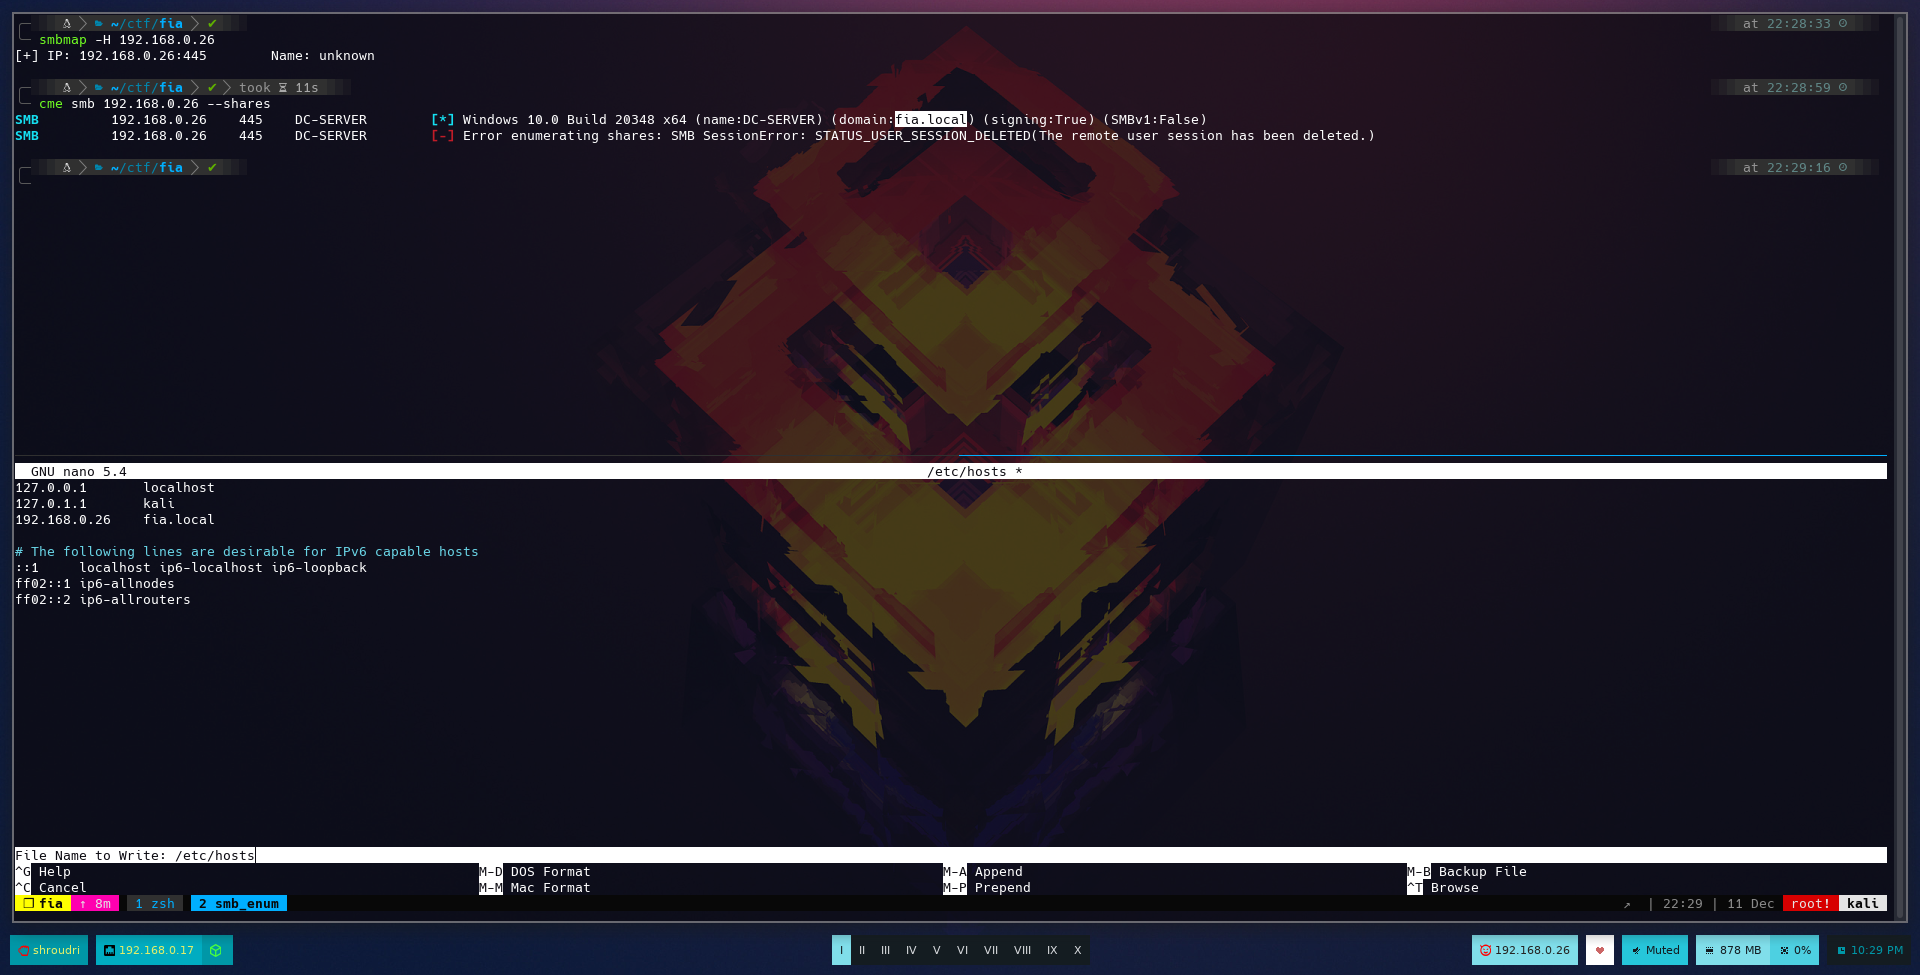 ~/ctf/fia ✔ at 22:28:33
smbmap -H 192.168.0.26
[+] IP: 192.168.0.26:445 Name: unknown
~/ctf/fia ✔ took ⌛ 11s at 22:28:59
cme smb 192.168.0.26 --shares
SMB 192.168.0.26 445 DC-SERVER [*] Windows 10.0 Build 20348 x64 (name:DC-SERVER) (domain:fia.local) (signing:True) (SMBv1:False)
SMB 192.168.0.26 445 DC-SERVER [-] Error enumerating shares: SMB SessionError: STATUS_USER_SESSION_DELETED(The remote user session has been deleted.)
~/ctf/fia ✔ at 22:29:16
GNU nano 5.4 /etc/hosts *
127.0.0.1 localhost
127.0.1.1 kali
192.168.0.26 fia.local
# The following lines are desirable for IPv6 capable hosts
::1 localhost ip6-localhost ip6-loopback
ff02::1 ip6-allnodes
ff02::2 ip6-allrouters
File Name to Write: /etc/hosts
^G Help M-D DOS Format M-A Append M-B Backup File
^C Cancel M-M Mac Format M-P Prepend ^T Browse
❐ fia ↑ 8m 1 zsh 2 smb_enum ↗ | 22:29 | 11 Dec root! kali
shroudri 192.168.0.17 I II III IV V VI VII VIII IX X 192.168.0.26 Muted 878 MB 0% 10:29 PM